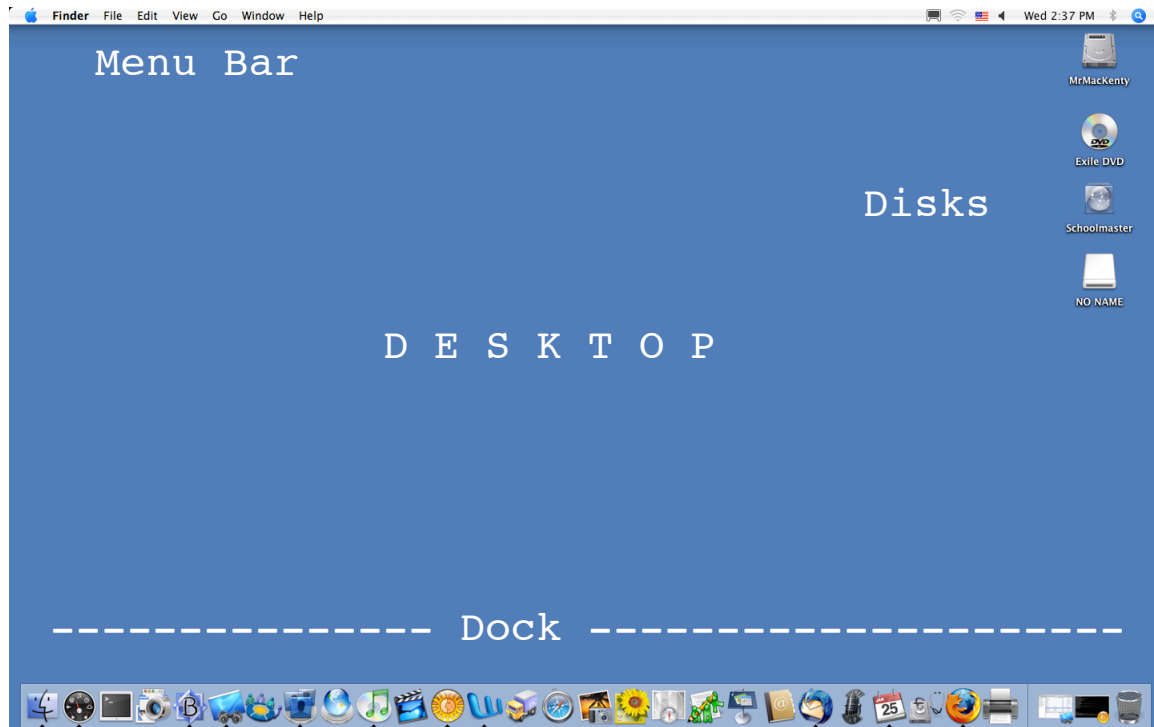 Finder File Edit View Go Window Help Wed 2:37 PM
Menu Bar
MrMacKenty
DVD
Exile DVD
Disks
Schoolmaster
NO NAME
D E S K T O P
--------------- Dock ---------------------
B
@
25